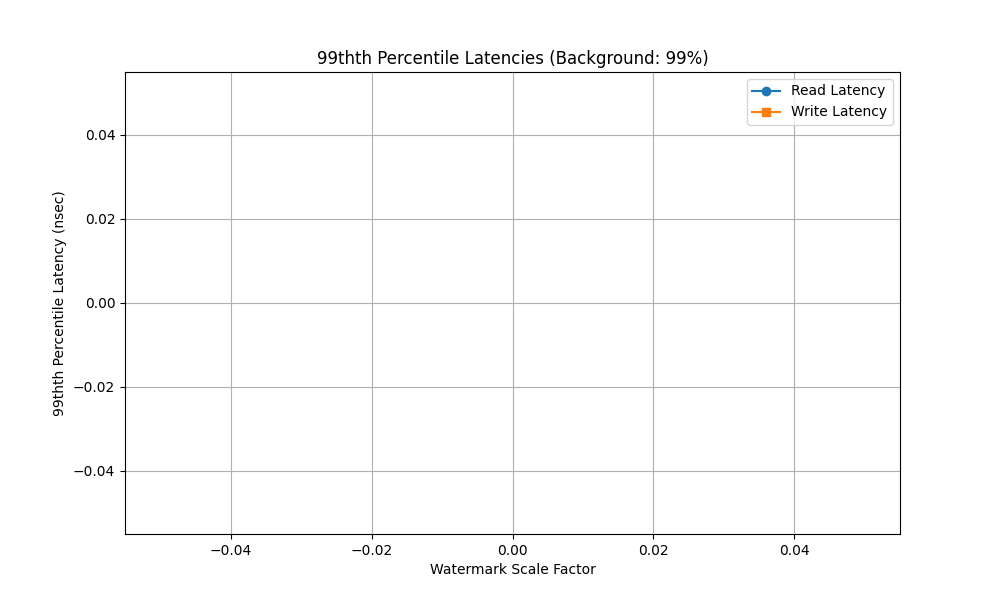 99thth Percentile Latencies (Background: 99%)
Read Latency
Write Latency
99thth Percentile Latency (nsec)
0.04
0.02
0.00
−0.02
−0.04
−0.04
−0.02
0.00
0.02
0.04
Watermark Scale Factor